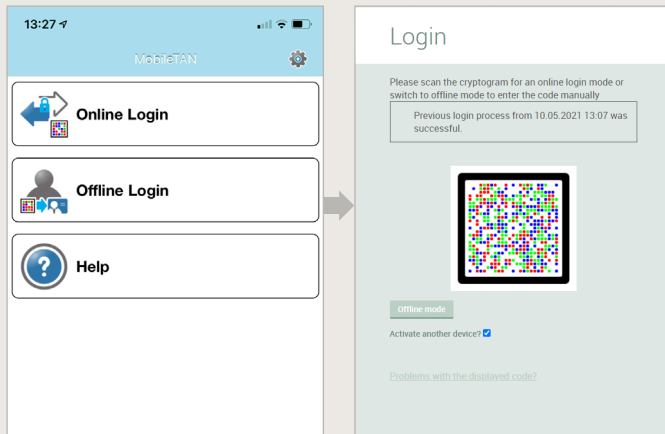 13:27
MobileTAN
Online Login
Offline Login
Help
Login
Please scan the cryptogram for an online login mode or
switch to offline mode to enter the code manually
Previous login process from 10.05.2021 13:07 was
successful.
Offline mode
Activate another device?
Problems with the displayed code?